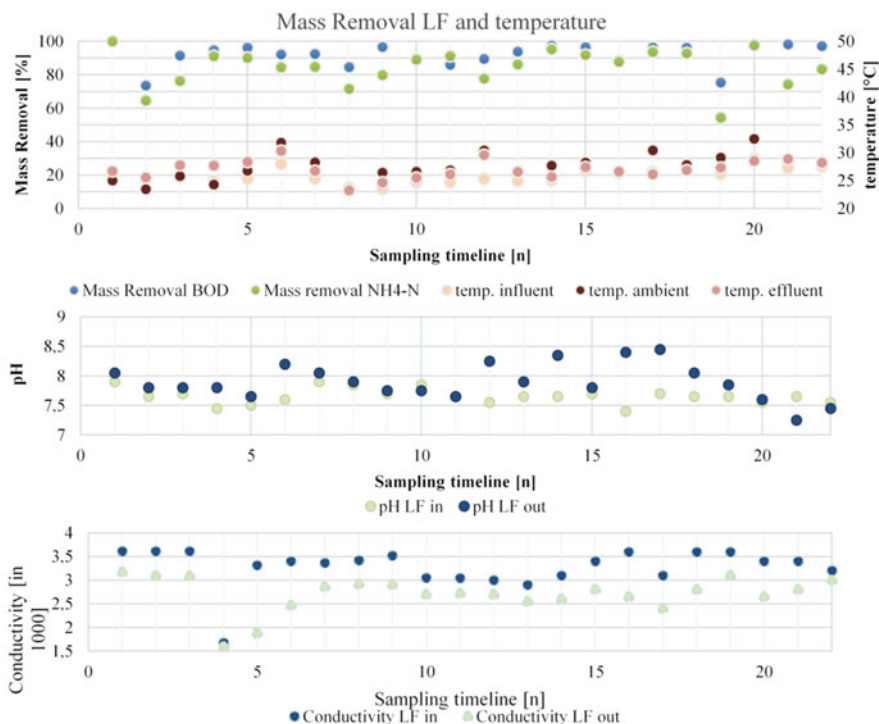 Mass Removal LF and temperature
Mass Removal [%]
100
80
60
40
20
0
temperature [°C]
50
45
40
35
30
25
20
0 5 10 15 20
Sampling timeline [n]
Mass Removal BOD Mass removal NH4-N temp. influent temp. ambient temp. effluent
pH
9
8.5
8
7.5
7
0 5 10 15 20
Sampling timeline [n]
pH LF in pH LF out
Conductivity [in
1000]
4
3.5
3
2.5
2
1,5
0 5 10 15 20
Sampling timeline [n]
Conductivity LF in Conductivity LF out